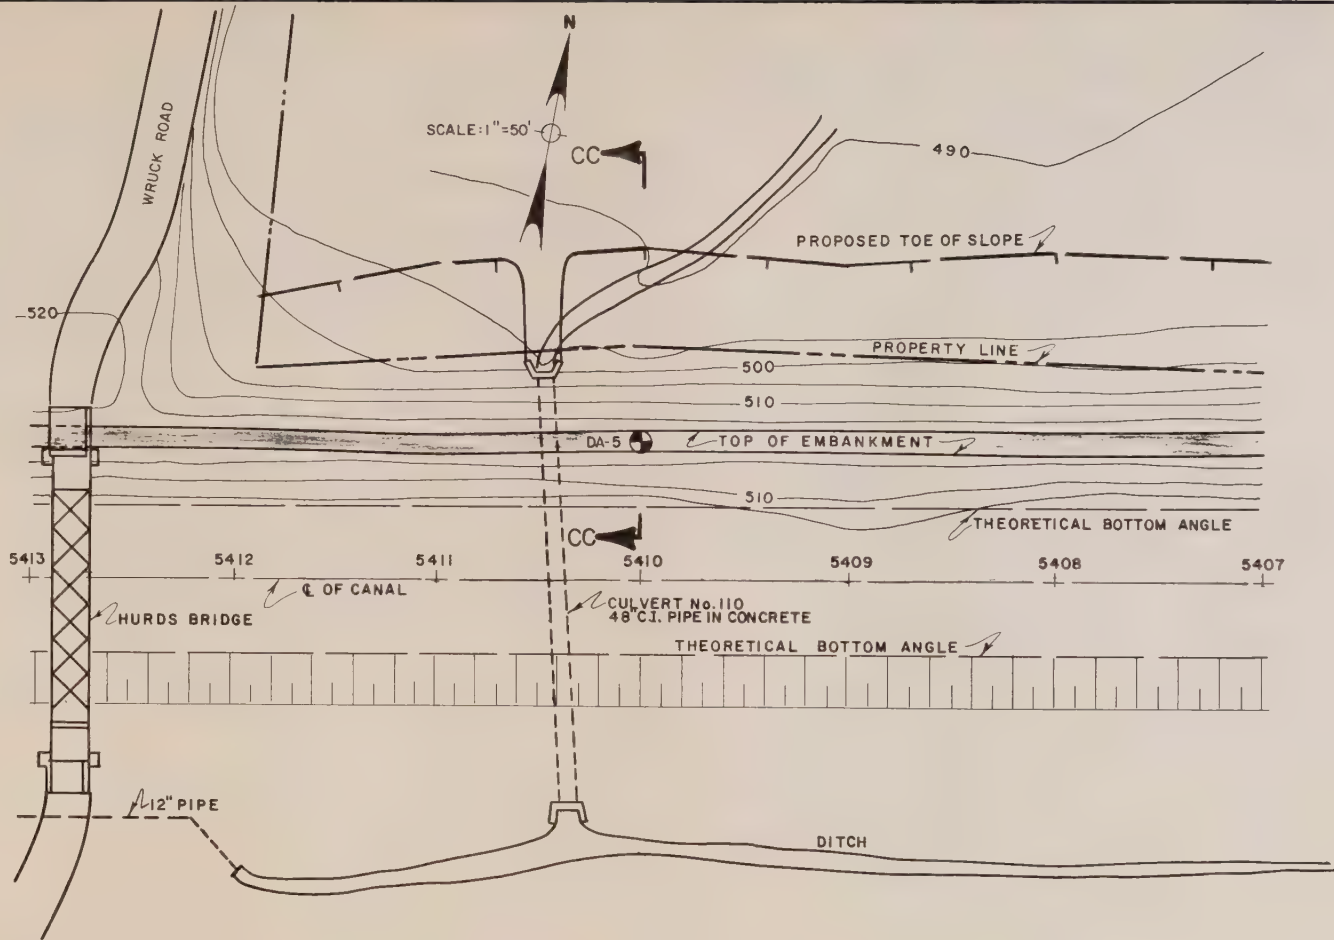 N
SCALE: 1"=50'
CC
WRUCK ROAD
490
PROPOSED TOE OF SLOPE
520
PROPERTY LINE
500
510
DA-5
TOP OF EMBANKMENT
510
THEORETICAL BOTTOM ANGLE
CC
5413
5412
5411
5410
5409
5408
5407
℄ OF CANAL
CULVERT No. 110
48" C.I. PIPE IN CONCRETE
HURDS BRIDGE
THEORETICAL BOTTOM ANGLE
12" PIPE
DITCH